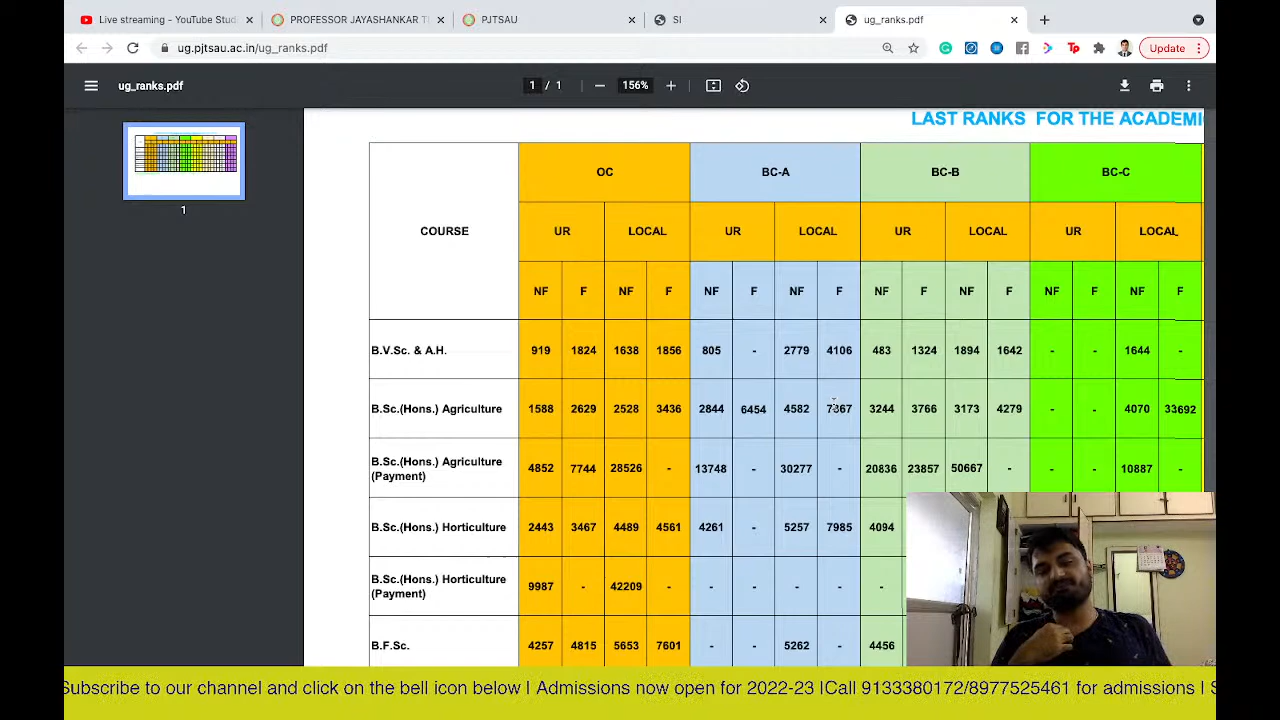 Live streaming - YouTube Stud
PROFESSOR JAYASHANKAR T
PJTSAU
SI
ug_ranks.pdf
ug.pjtsau.ac.in/ug_ranks.pdf
Update
ug_ranks.pdf
1 / 1
156%
1
LAST RANKS FOR THE ACADEMI
COURSE OC BC-A BC-B BC-C
UR LOCAL UR LOCAL UR LOCAL UR LOCAL
NF F NF F NF F NF F NF F NF F NF F NF F
B.V.Sc. & A.H. 919 1824 1638 1856 805 - 2779 4106 483 1324 1894 1642 - - 1644 -
B.Sc.(Hons.) Agriculture 1588 2629 2528 3436 2844 6454 4582 7367 3244 3766 3173 4279 - - 4070 33692
B.Sc.(Hons.) Agriculture
(Payment) 4852 7744 28526 - 13748 - 30277 - 20836 23857 50667 - - - 10887 -
B.Sc.(Hons.) Horticulture 2443 3467 4489 4561 4261 - 5257 7985 4094
B.Sc.(Hons.) Horticulture
(Payment) 9987 - 42209 - - - - - -
B.F.Sc. 4257 4815 5653 7601 - - 5262 - 4456
Subscribe to our channel and click on the bell icon below I Admissions now open for 2022-23 ICall 9133380172/8977525461 for admissions I S